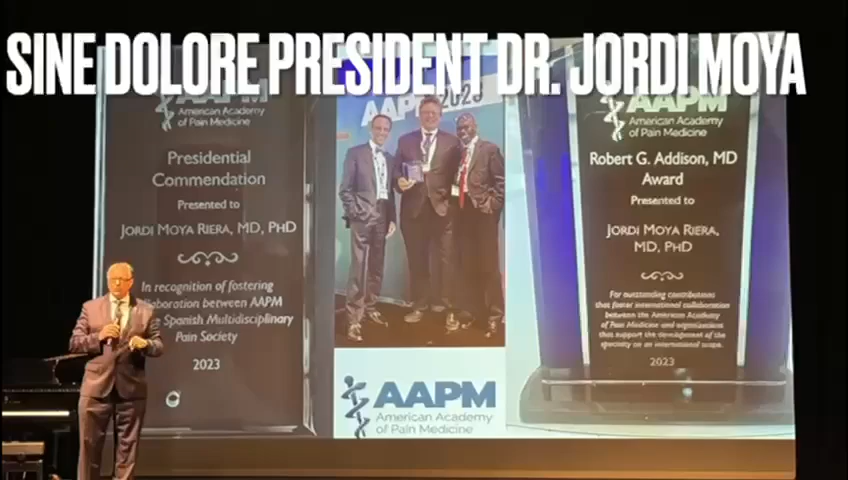 SINE DOLORE PRESIDENT DR. JORDI MOYA
AAPM
American Academy
of Pain Medicine
Presidential
Commendation
Presented to
JORDI MOYA RIERA, MD, PHD
In recognition of fostering
collaboration between AAPM
Spanish Multidisciplinary
Pain Society
2023
AAPM 2023
AAPM
American Academy
of Pain Medicine
AAPM
American Academy
of Pain Medicine
Robert G. Addison, MD
Award
Presented to
JORDI MOYA RIERA,
MD, PHD
For outstanding contributions
that foster international collaboration
between the American Academy
of Pain Medicine and organizations
that support the development of the
specialty on an international scope.
2023